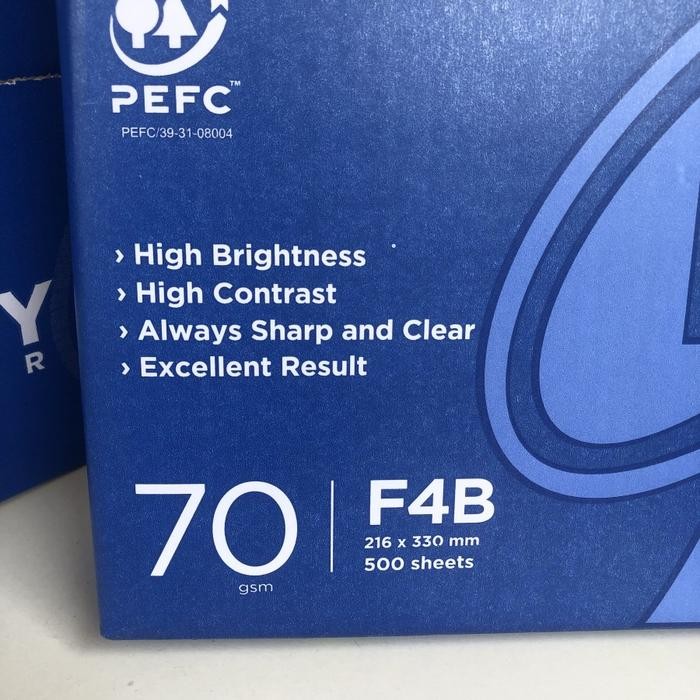 PEFC™
PEFC/39-31-08004
› High Brightness
› High Contrast
› Always Sharp and Clear
› Excellent Result
Y
R
70
gsm
F4B
216 x 330 mm
500 sheets